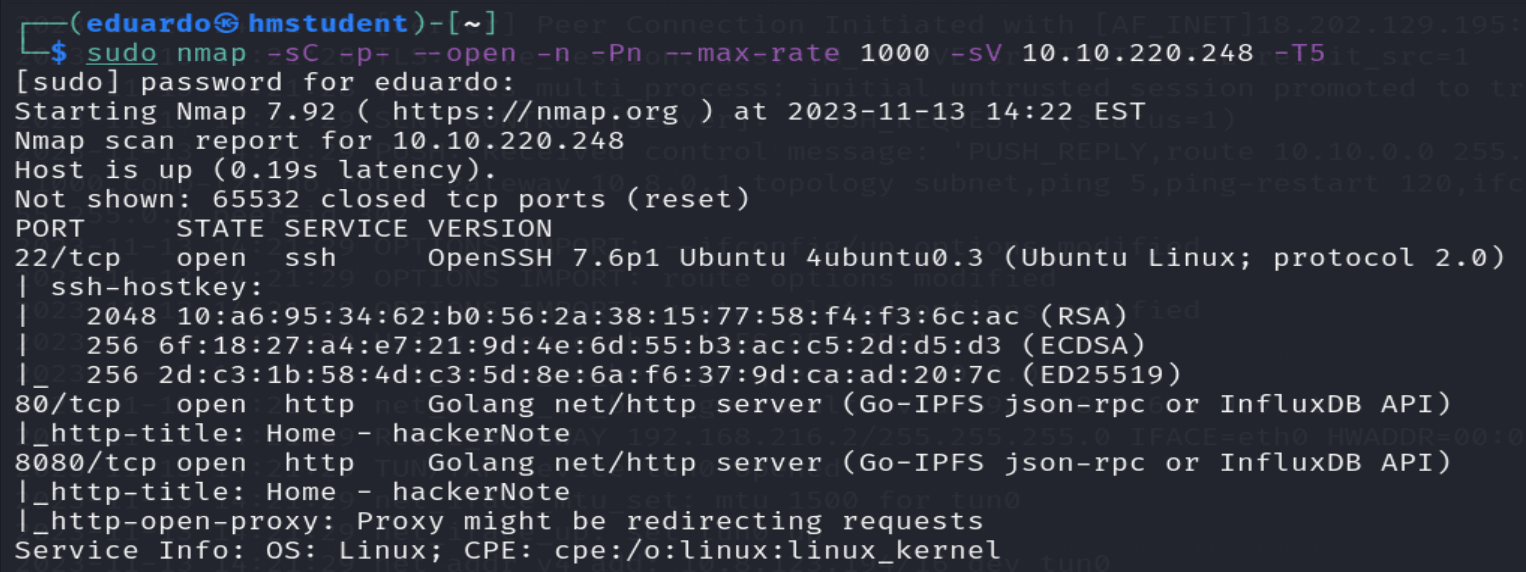 (eduardo㉿hmstudent)-[~]
$ sudo nmap -sC -p- --open -n -Pn --max-rate 1000 -sV 10.10.220.248 -T5
[sudo] password for eduardo:
Starting Nmap 7.92 ( https://nmap.org ) at 2023-11-13 14:22 EST
Nmap scan report for 10.10.220.248
Host is up (0.19s latency).
Not shown: 65532 closed tcp ports (reset)
PORT     STATE SERVICE VERSION
22/tcp   open  ssh     OpenSSH 7.6p1 Ubuntu 4ubuntu0.3 (Ubuntu Linux; protocol 2.0)
| ssh-hostkey:
|   2048 10:a6:95:34:62:b0:56:2a:38:15:77:58:f4:f3:6c:ac (RSA)
|   256 6f:18:27:a4:e7:21:9d:4e:6d:55:b3:ac:c5:2d:d5:d3 (ECDSA)
|_  256 2d:c3:1b:58:4d:c3:5d:8e:6a:f6:37:9d:ca:ad:20:7c (ED25519)
80/tcp   open  http    Golang net/http server (Go-IPFS json-rpc or InfluxDB API)
|_http-title: Home - hackerNote
8080/tcp open  http    Golang net/http server (Go-IPFS json-rpc or InfluxDB API)
|_http-title: Home - hackerNote
|_http-open-proxy: Proxy might be redirecting requests
Service Info: OS: Linux; CPE: cpe:/o:linux:linux_kernel